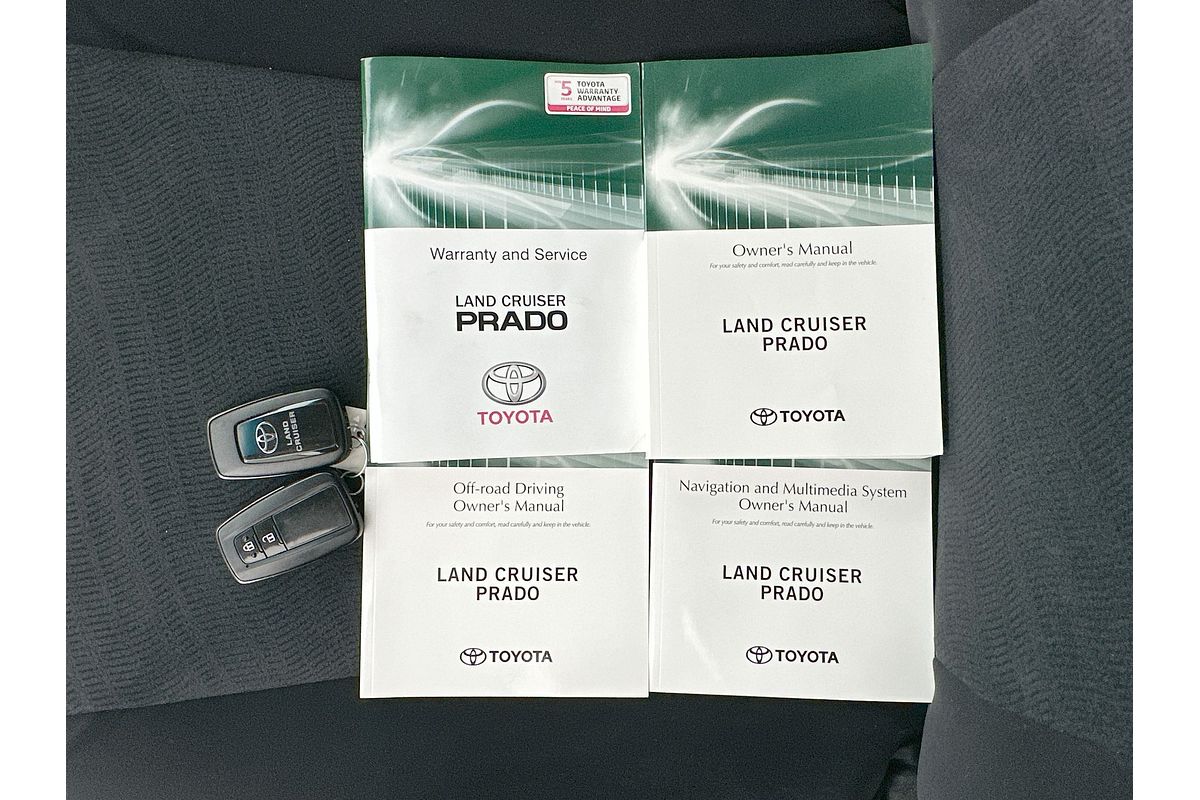 5
YEARS
TOYOTA
WARRANTY
ADVANTAGE
PEACE OF MIND
Warranty and Service
LAND CRUISER
PRADO
TOYOTA
Owner's Manual
For your safety and comfort, read carefully and keep in the vehicle.
LAND CRUISER
PRADO
TOYOTA
LAND
CRUISER
Off-road Driving
Owner's Manual
For your safety and comfort, read carefully and keep in the vehicle.
LAND CRUISER
PRADO
TOYOTA
Navigation and Multimedia System
Owner's Manual
For your safety and comfort, read carefully and keep in the vehicle.
LAND CRUISER
PRADO
TOYOTA